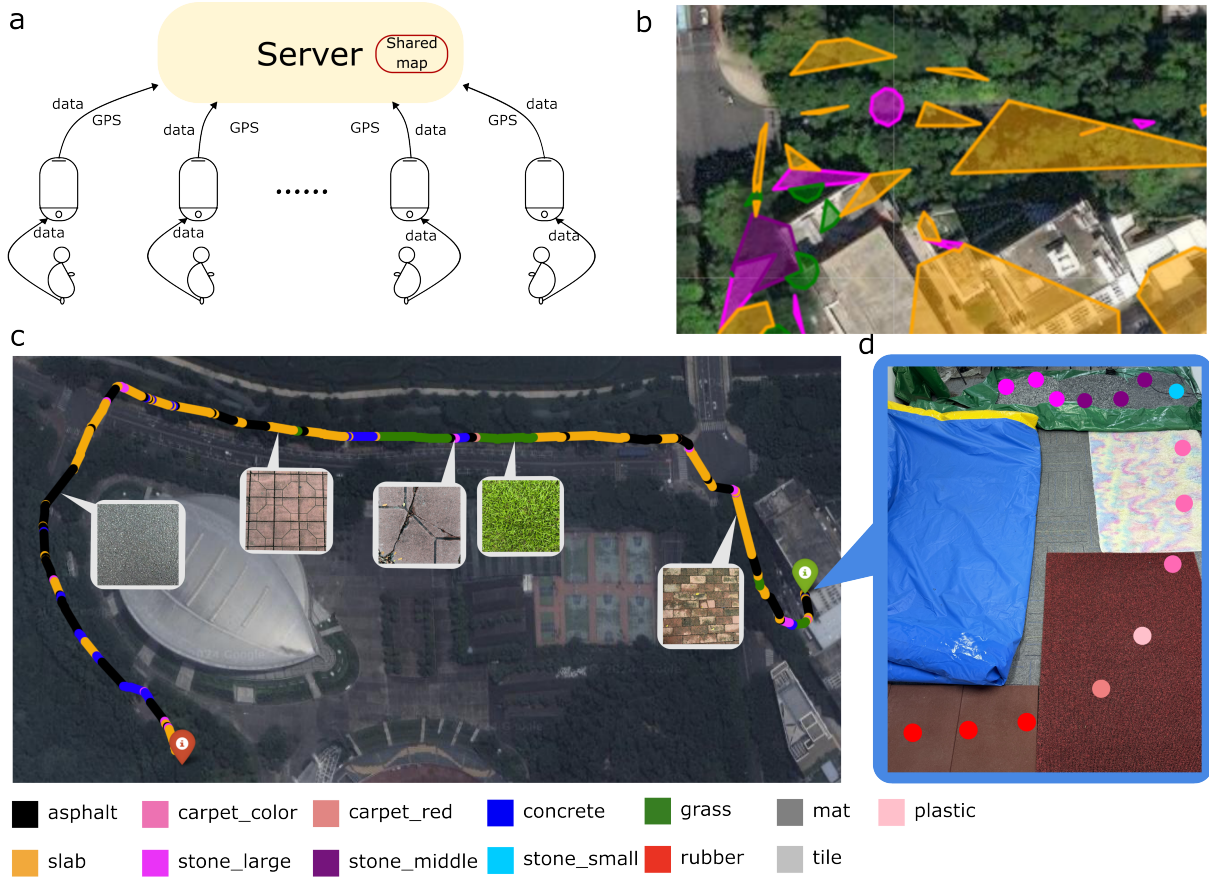 a
Server
Shared
map
data
GPS
data
GPS
GPS
data
data
GPS
......
data
data
data
data
b
c
d
i
i
asphalt
carpet_color
carpet_red
concrete
grass
mat
plastic
slab
stone_large
stone_middle
stone_small
rubber
tile